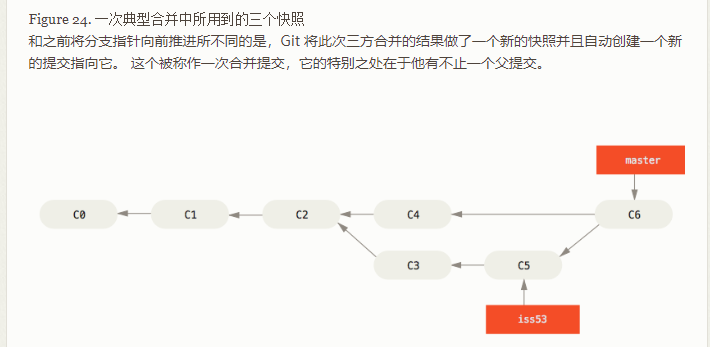 Figure 24. 一次典型合并中所用到的三个快照
和之前将分支指针向前推进所不同的是，Git 将此次三方合并的结果做了一个新的快照并且自动创建一个新
的提交指向它。 这个被称作一次合并提交，它的特别之处在于他有不止一个父提交。
master
C0
C1
C2
C4
C6
C3
C5
iss53